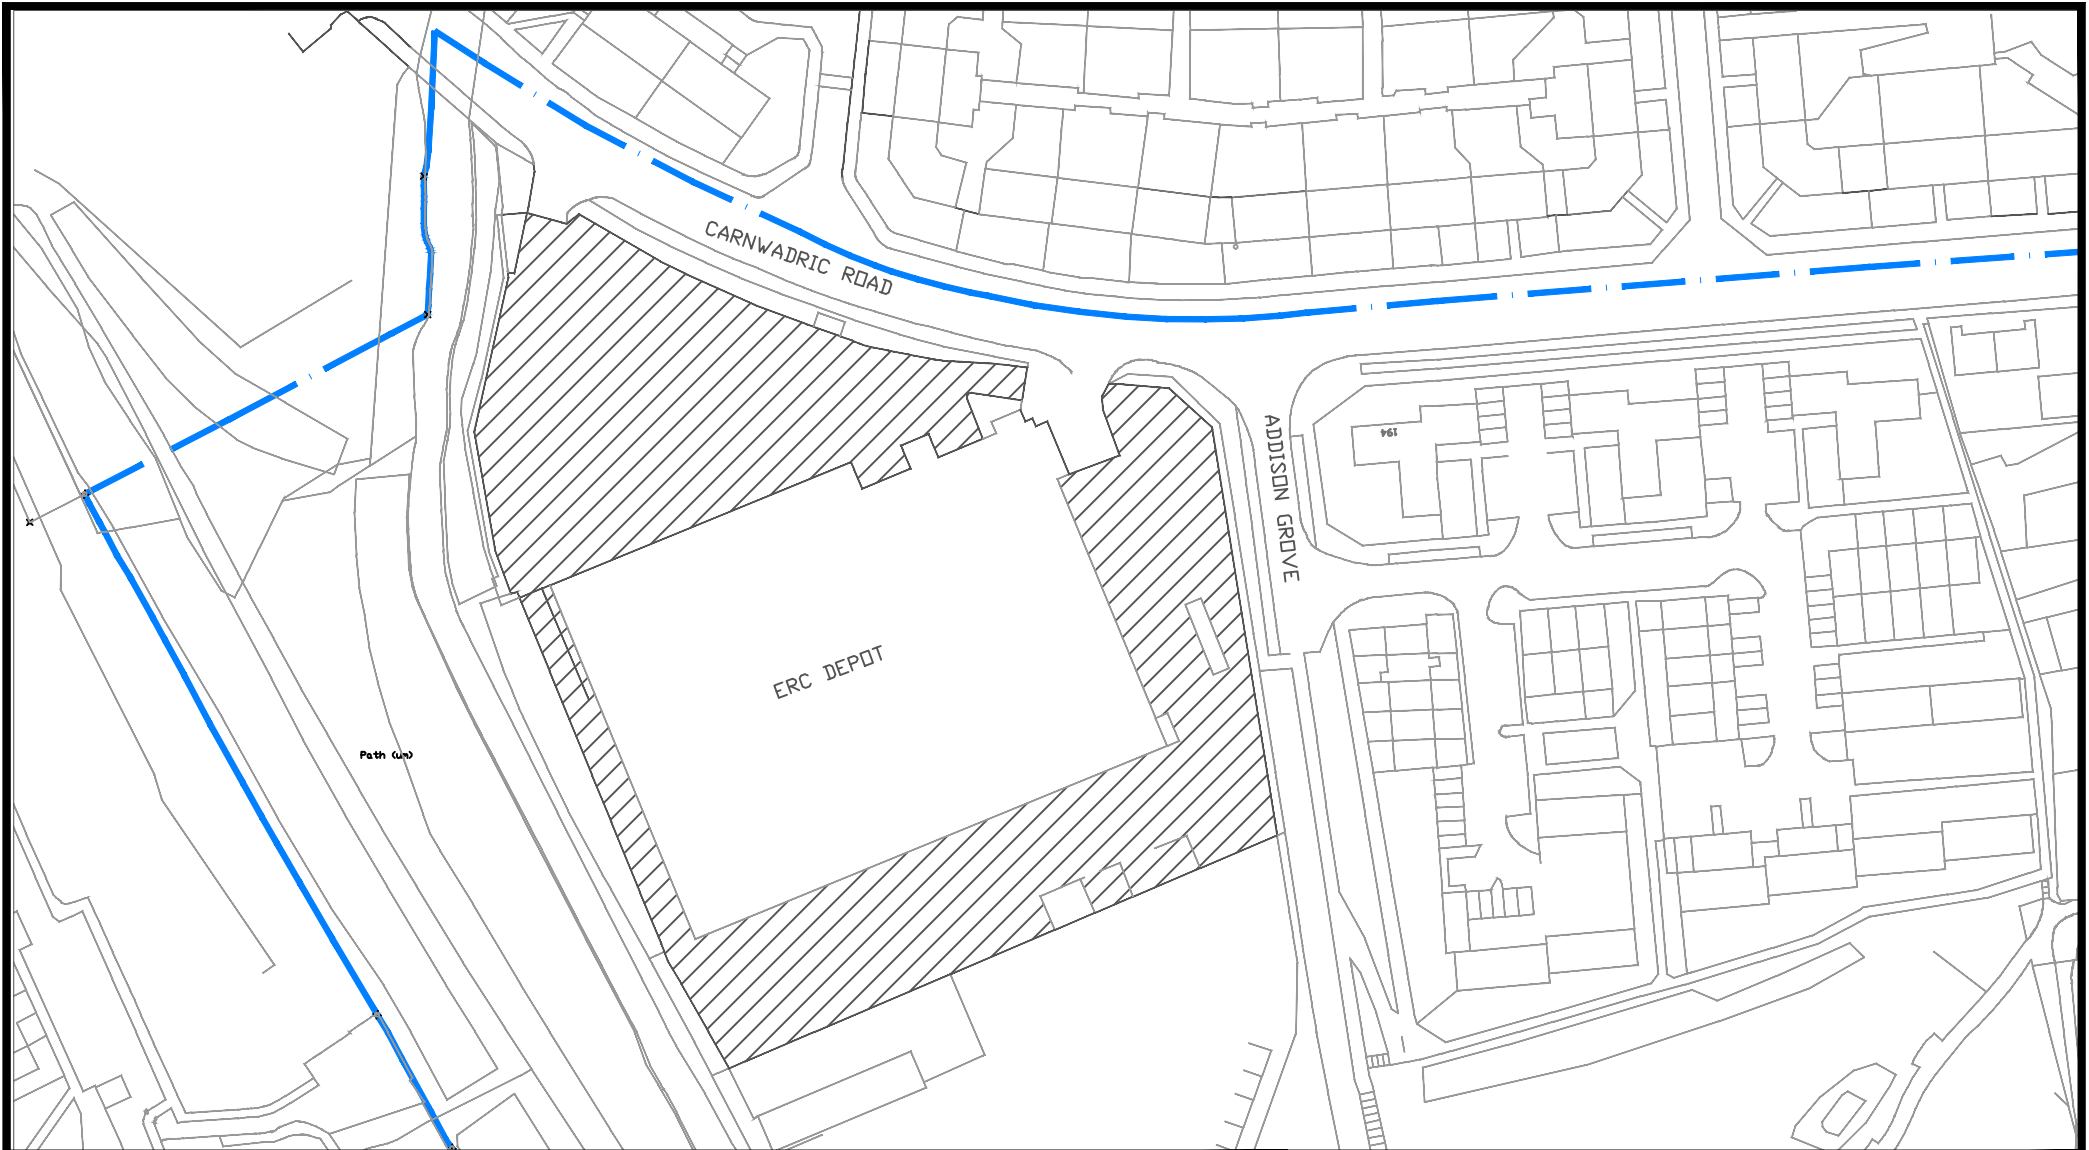 CARNWADRIC ROAD
ADDISON GROVE
194
ERC DEPOT
Path (um)